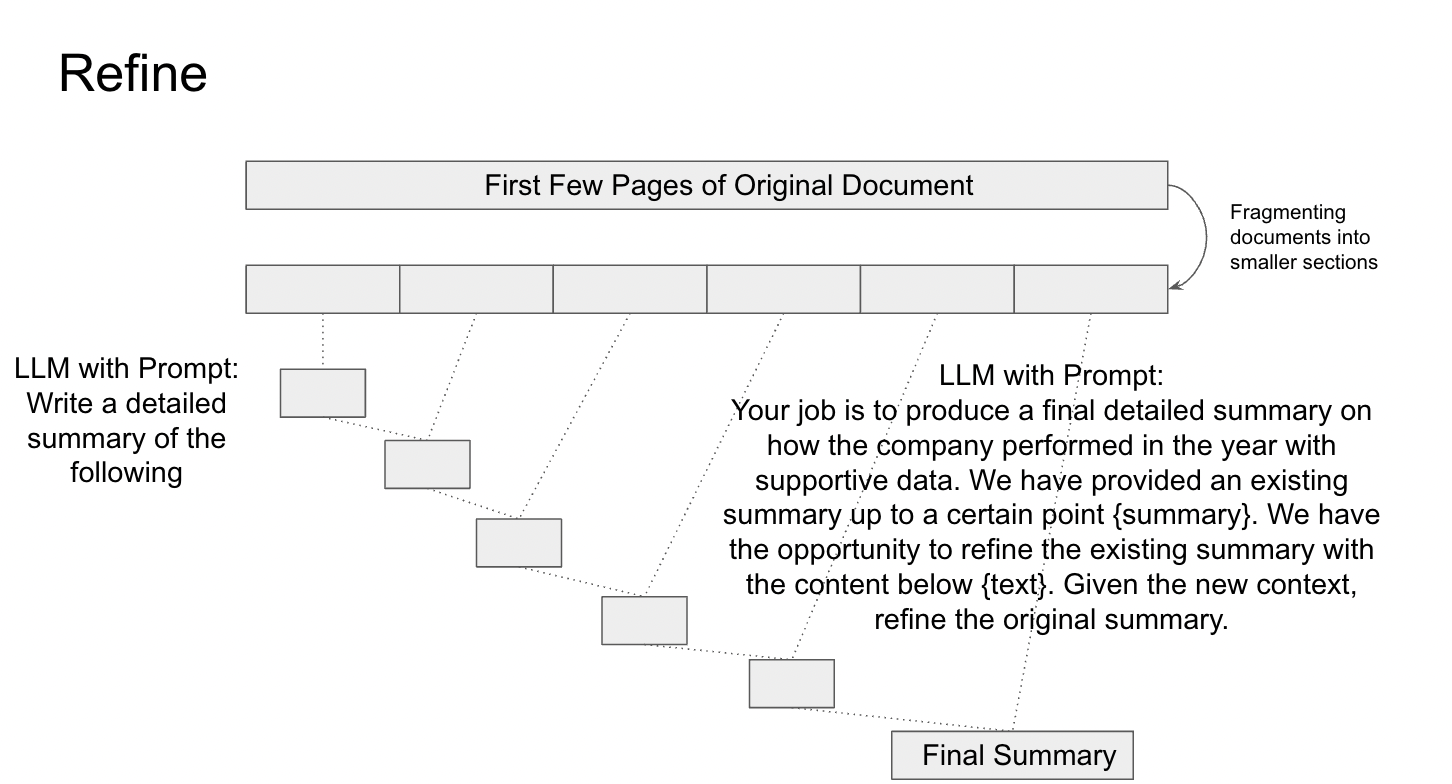 Refine
First Few Pages of Original Document
Fragmenting
documents into
smaller sections
LLM with Prompt:
Write a detailed
summary of the
following
LLM with Prompt:
Your job is to produce a final detailed summary on
how the company performed in the year with
supportive data. We have provided an existing
summary up to a certain point {summary}. We have
the opportunity to refine the existing summary with
the content below {text}. Given the new context,
refine the original summary.
Final Summary